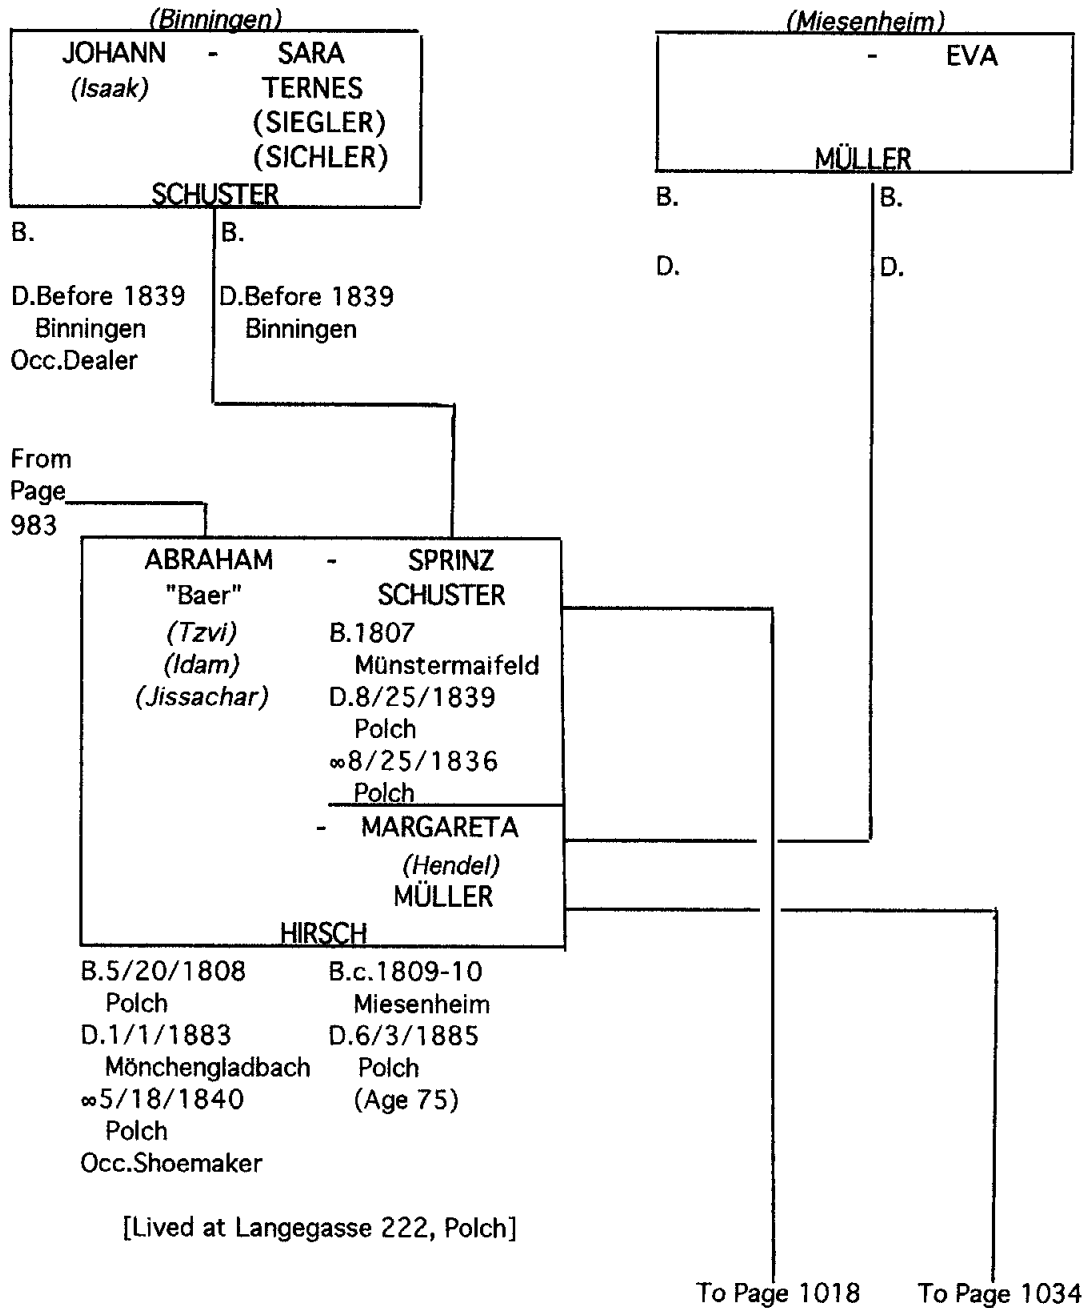 (Binningen)
JOHANN - SARA
(Isaak) TERNES
(SIEGLER)
(SICHLER)
SCHUSTER
B. B.
D.Before 1839 D.Before 1839
Binningen Binningen
Occ.Dealer
(Miesenheim)
- EVA
MÜLLER
B. B.
D. D.
From
Page
983
ABRAHAM - SPRINZ
"Baer" SCHUSTER
(Tzvi) B.1807
(Idam) Münstermaifeld
(Jissachar) D.8/25/1839
Polch
∞8/25/1836
Polch
- MARGARETA
(Hendel)
MÜLLER
HIRSCH
B.5/20/1808 B.c.1809-10
Polch Miesenheim
D.1/1/1883 D.6/3/1885
Mönchengladbach Polch
∞5/18/1840 (Age 75)
Polch
Occ.Shoemaker
[Lived at Langegasse 222, Polch]
To Page 1018 To Page 1034